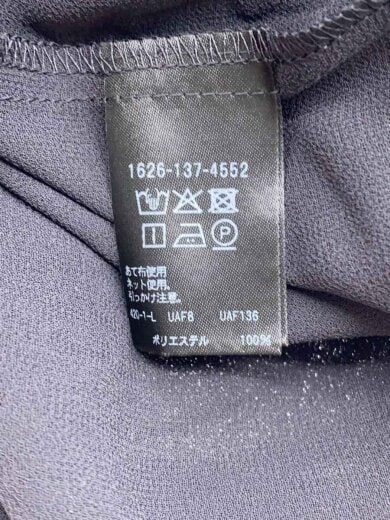 1626-137-4552
あて布使用
ネット使用、
引っかけ注意。
420-1-L UAF8 UAF136
ポリエステル 100%